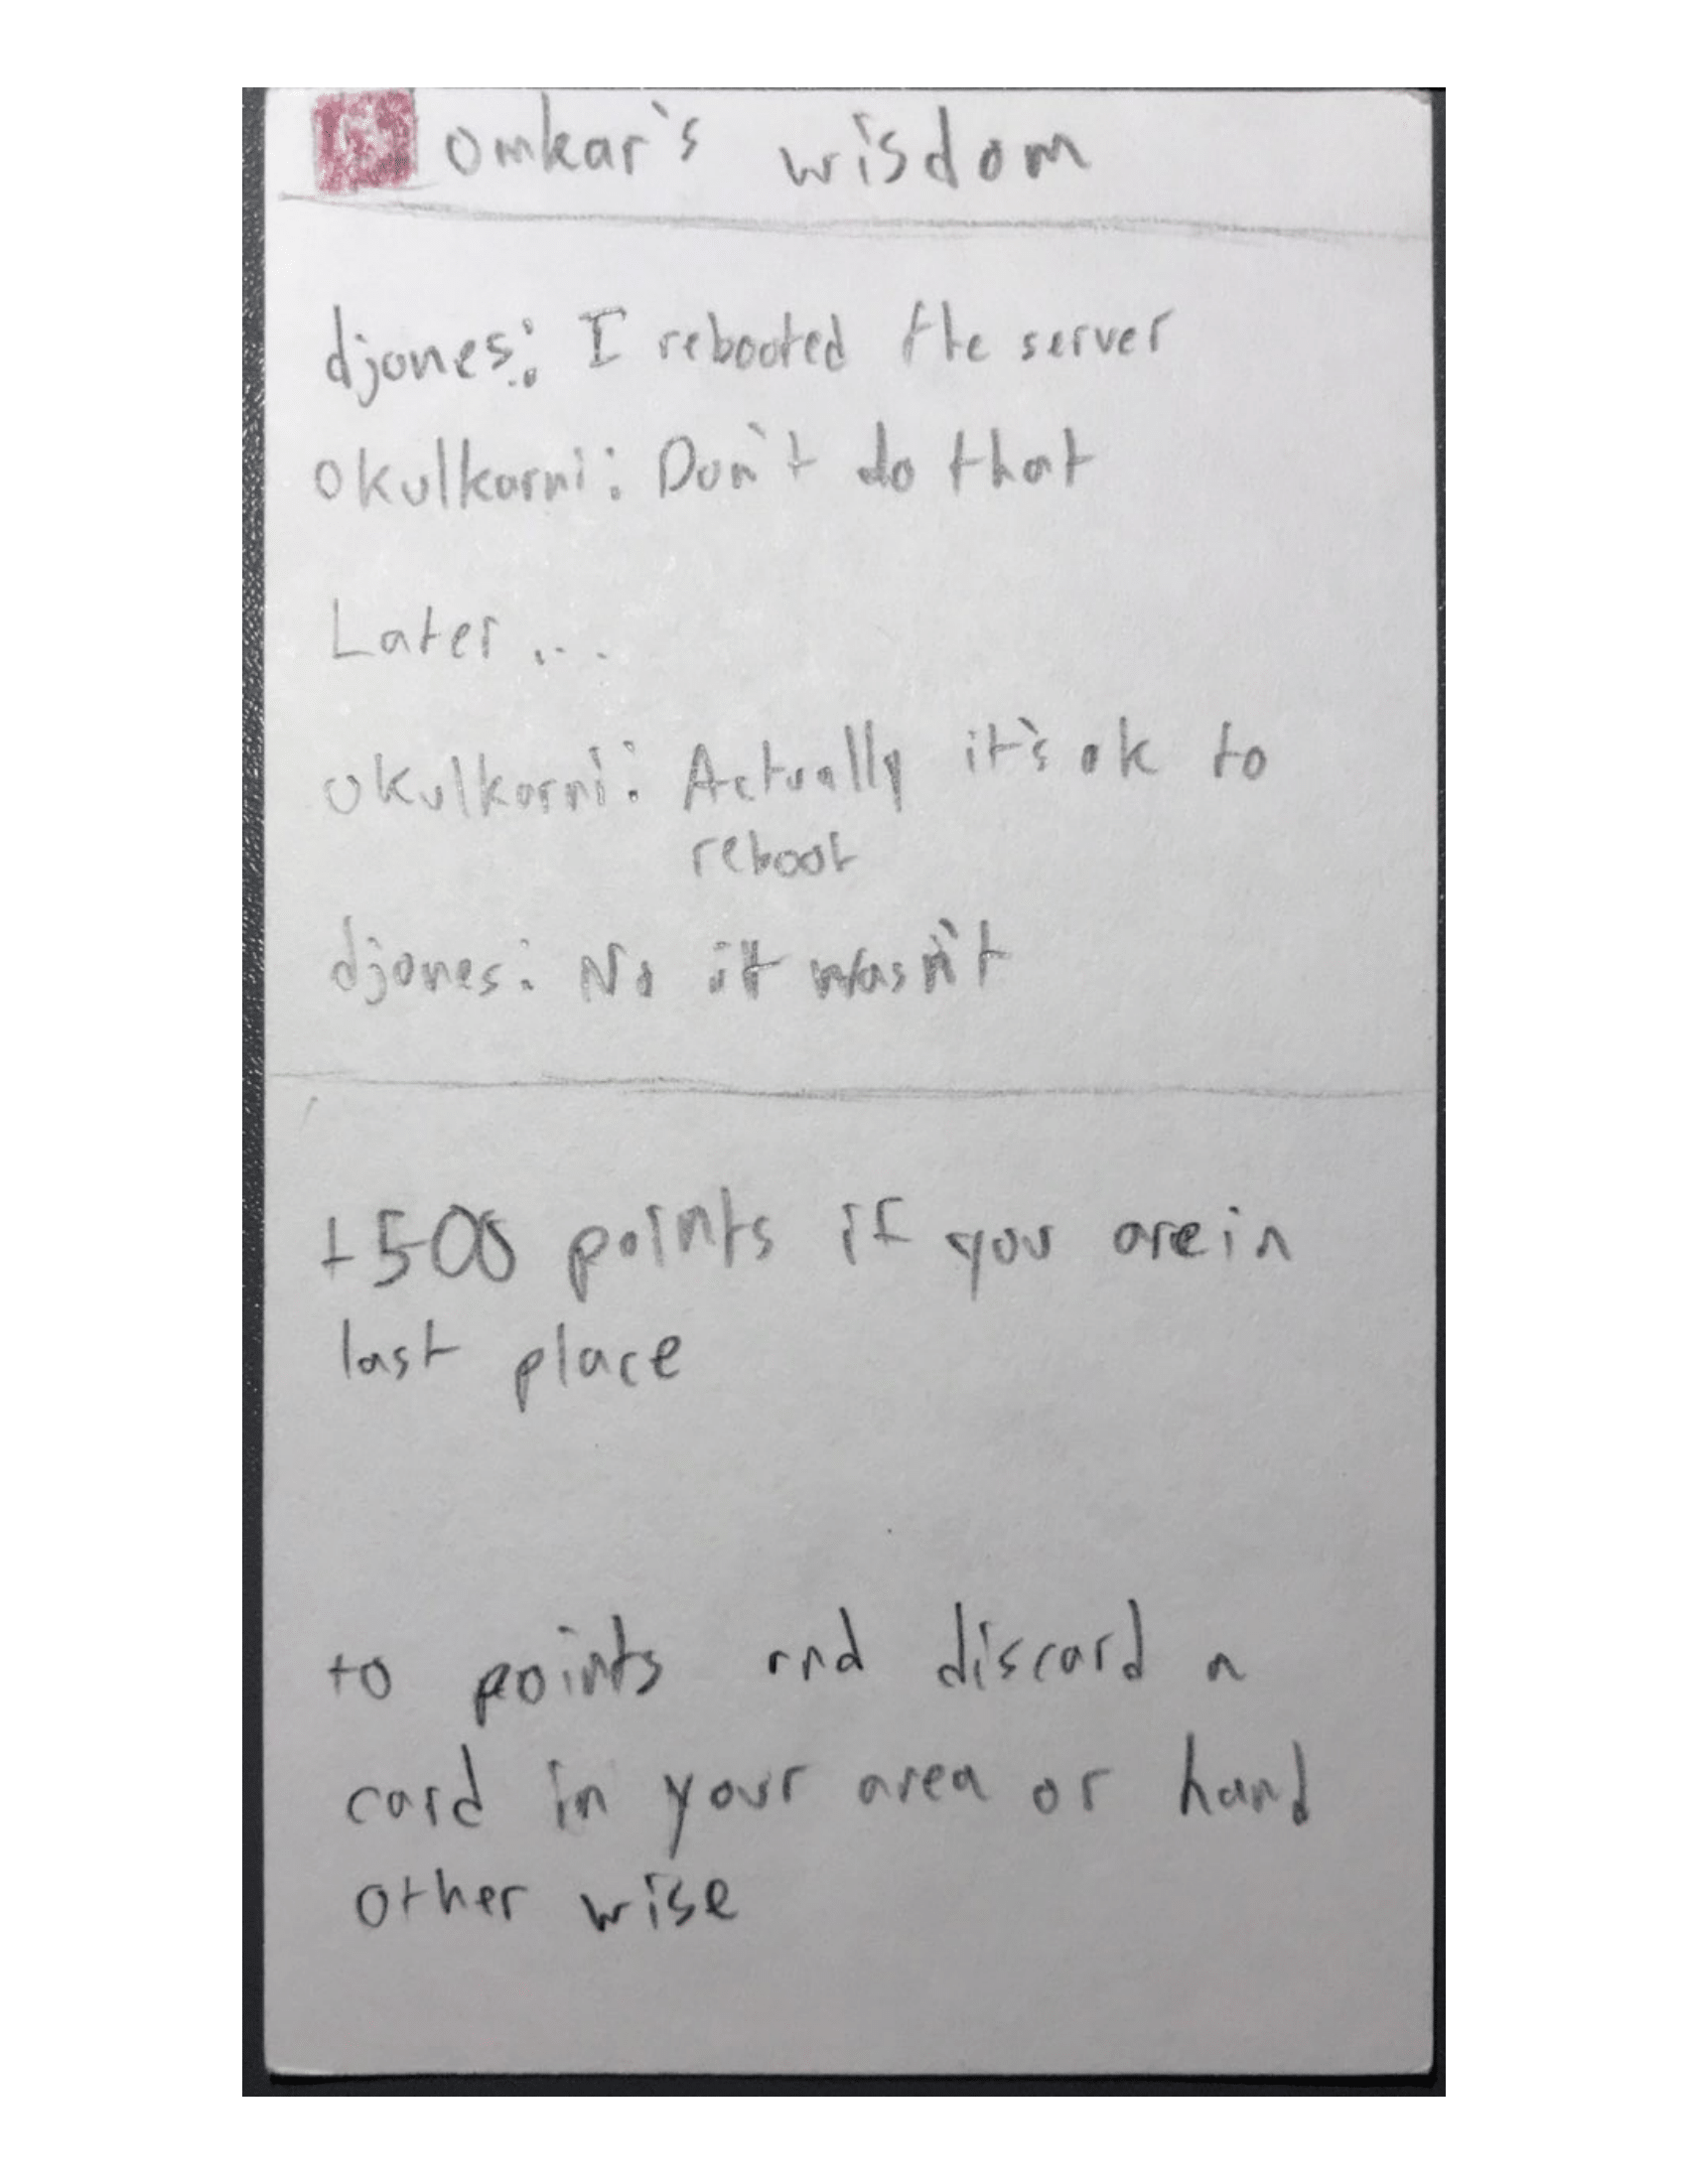 omkar's wisdom
djones: I rebooted the server
okulkarni: Don't do that
Later...
okulkarni: Actually it's ok to
reboot
djones: No it wasn't
+500 points if you are in
last place
+0 points and discard a
card in your area or hand
other wise